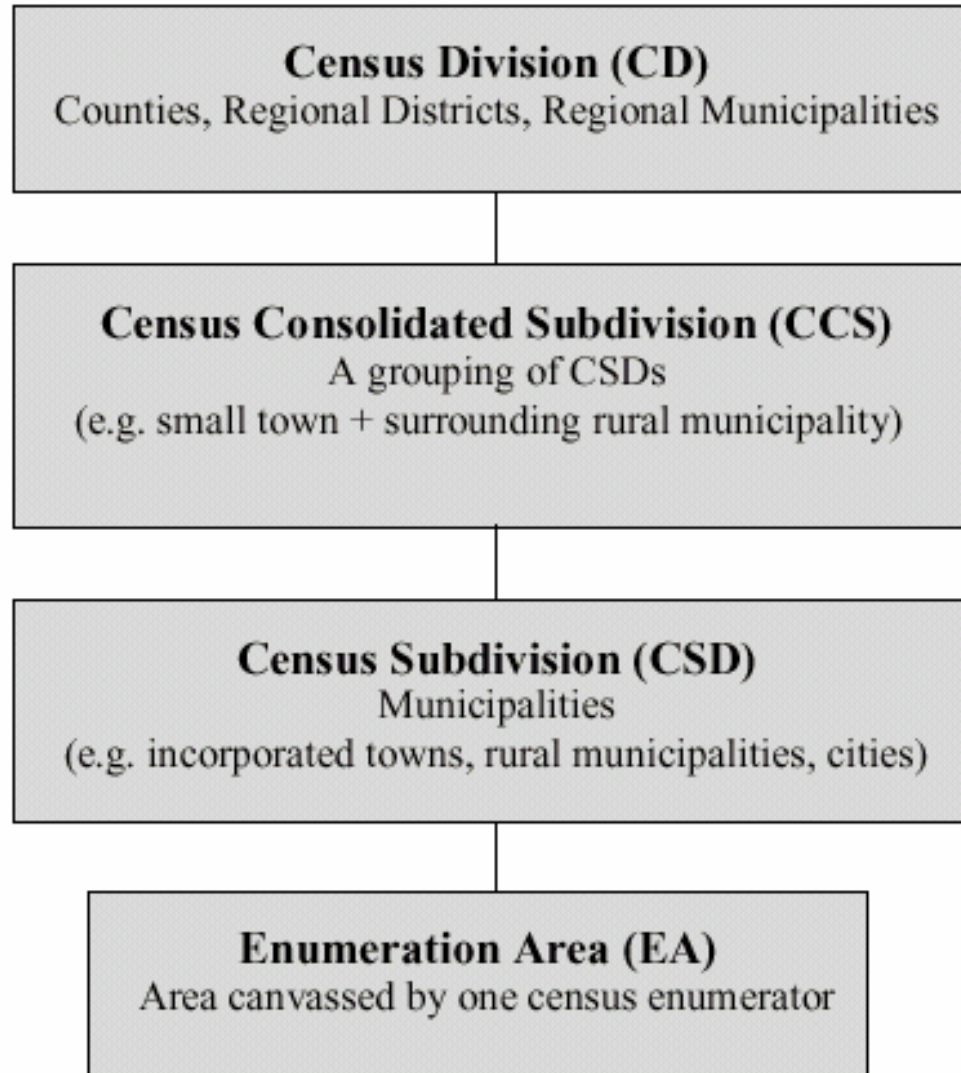 Census Division (CD)
Counties, Regional Districts, Regional Municipalities
Census Consolidated Subdivision (CCS)
A grouping of CSDs
(e.g. small town + surrounding rural municipality)
Census Subdivision (CSD)
Municipalities
(e.g. incorporated towns, rural municipalities, cities)
Enumeration Area (EA)
Area canvassed by one census enumerator